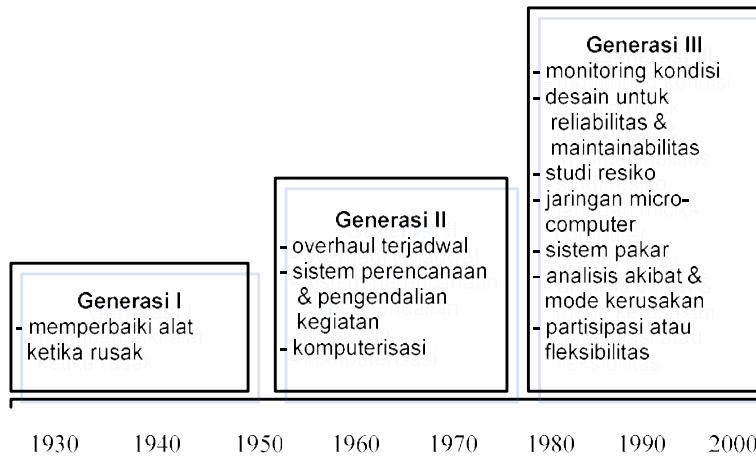 Generasi I
- memperbaiki alat
ketika rusak
Generasi II
- overhaul terjadwal
- sistem perencanaan
& pengendalian
kegiatan
- komputerisasi
Generasi III
- monitoring kondisi
- desain untuk
reliabilitas &
maintainabilitas
- studi resiko
- jaringan micro-
computer
- sistem pakar
- analisis akibat &
mode kerusakan
- partisipasi atau
fleksibilitas
1930 1940 1950 1960 1970 1980 1990 2000